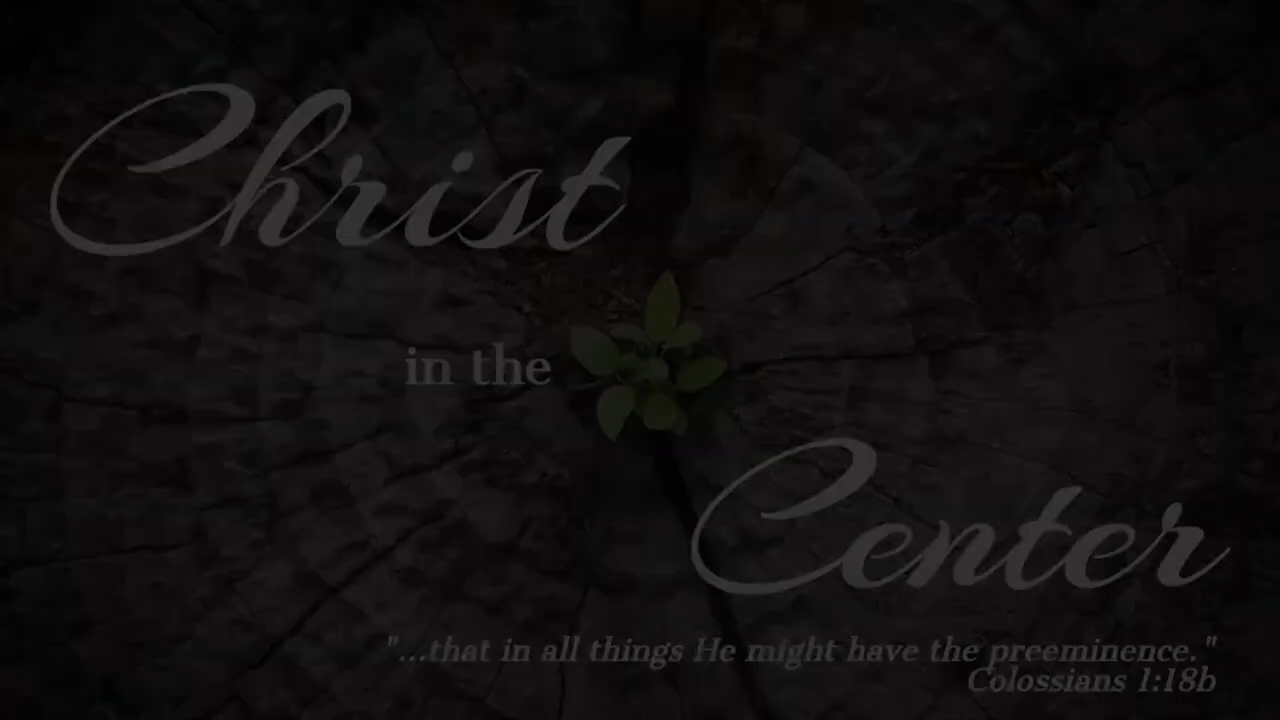 Christ
in the
Center
"...that in all things He might have the preeminence."
Colossians 1:18b